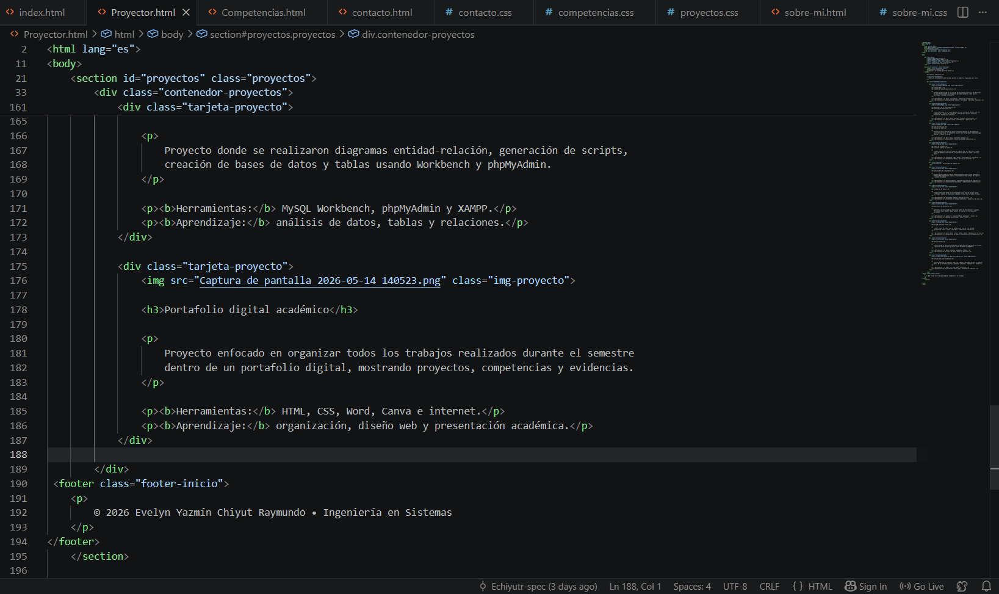 index.html
Proyector.html
Competencias.html
contacto.html
# contacto.css
# competencias.css
# proyectos.css
sobre-mi.html
# sobre-mi.css
Proyector.html > html > body > section#proyectos.proyectos > div.contenedor-proyectos
2 <html lang="es">
11 <body>
21 <section id="proyectos" class="proyectos">
33 <div class="contenedor-proyectos">
161 <div class="tarjeta-proyecto">
165
166 <p>
167 Proyecto donde se realizaron diagramas entidad-relación, generación de scripts,
168 creación de bases de datos y tablas usando Workbench y phpMyAdmin.
169 </p>
170
171 <p><b>Herramientas:</b> MySQL Workbench, phpMyAdmin y XAMPP.</p>
172 <p><b>Aprendizaje:</b> análisis de datos, tablas y relaciones.</p>
173 </div>
174
175 <div class="tarjeta-proyecto">
176 <img src="Captura de pantalla 2026-05-14 140523.png" class="img-proyecto">
177
178 <h3>Portafolio digital académico</h3>
179
180 <p>
181 Proyecto enfocado en organizar todos los trabajos realizados durante el semestre
182 dentro de un portafolio digital, mostrando proyectos, competencias y evidencias.
183 </p>
184
185 <p><b>Herramientas:</b> HTML, CSS, Word, Canva e internet.</p>
186 <p><b>Aprendizaje:</b> organización, diseño web y presentación académica.</p>
187 </div>
188
189 </div>
190 <footer class="footer-inicio">
191 <p>
192 © 2026 Evelyn Yazmín Chiyut Raymundo • Ingeniería en Sistemas
193 </p>
194 </footer>
195 </section>
196
Echiyutr-spec (3 days ago)
Ln 188, Col 1
Spaces: 4
UTF-8
CRLF
{ } HTML
Sign In
Go Live